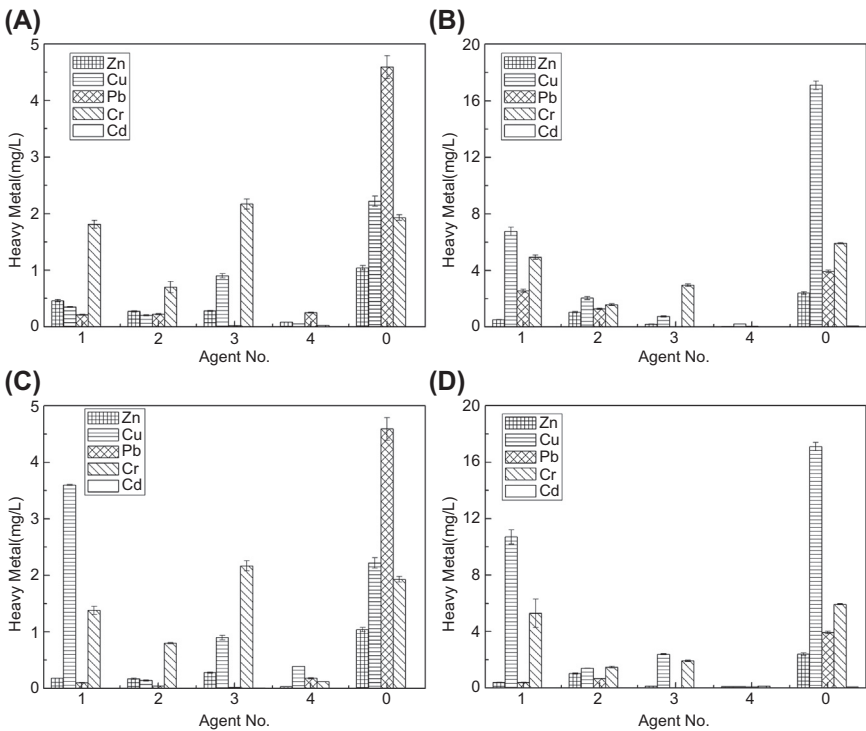 (A)
5
4
3
2
1
0
Heavy Metal(mg/L)
Zn
Cu
Pb
Cr
Cd
1 2 3 4 0
Agent No.
(B)
20
16
12
8
4
0
Heavy Metal(mg/L)
Zn
Cu
Pb
Cr
Cd
1 2 3 4 0
Agent No.
(C)
5
4
3
2
1
0
Heavy Metal(mg/L)
Zn
Cu
Pb
Cr
Cd
1 2 3 4 0
Agent No.
(D)
20
16
12
8
4
0
Heavy Metal(mg/L)
Zn
Cu
Pb
Cr
Cd
1 2 3 4 0
Agent No.